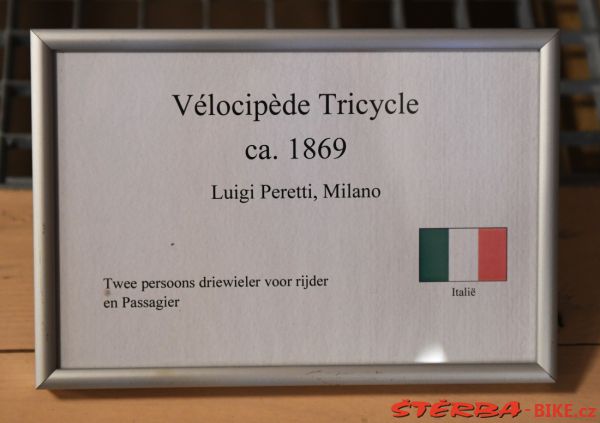 Vélocipède Tricycle
ca. 1869
Luigi Peretti, Milano
Twee persoons driewieler voor rijder
en Passagier
Italië
ŠTĚRBA-BIKE.cz